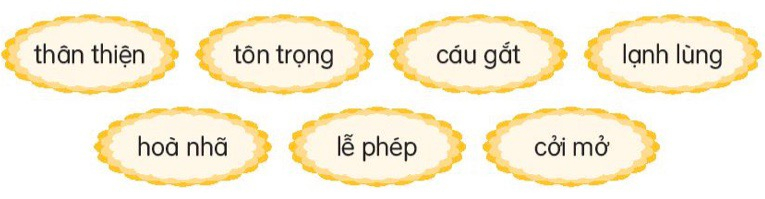 thân thiện tôn trọng cáu gắt lạnh lùng
hoà nhã lễ phép cởi mở